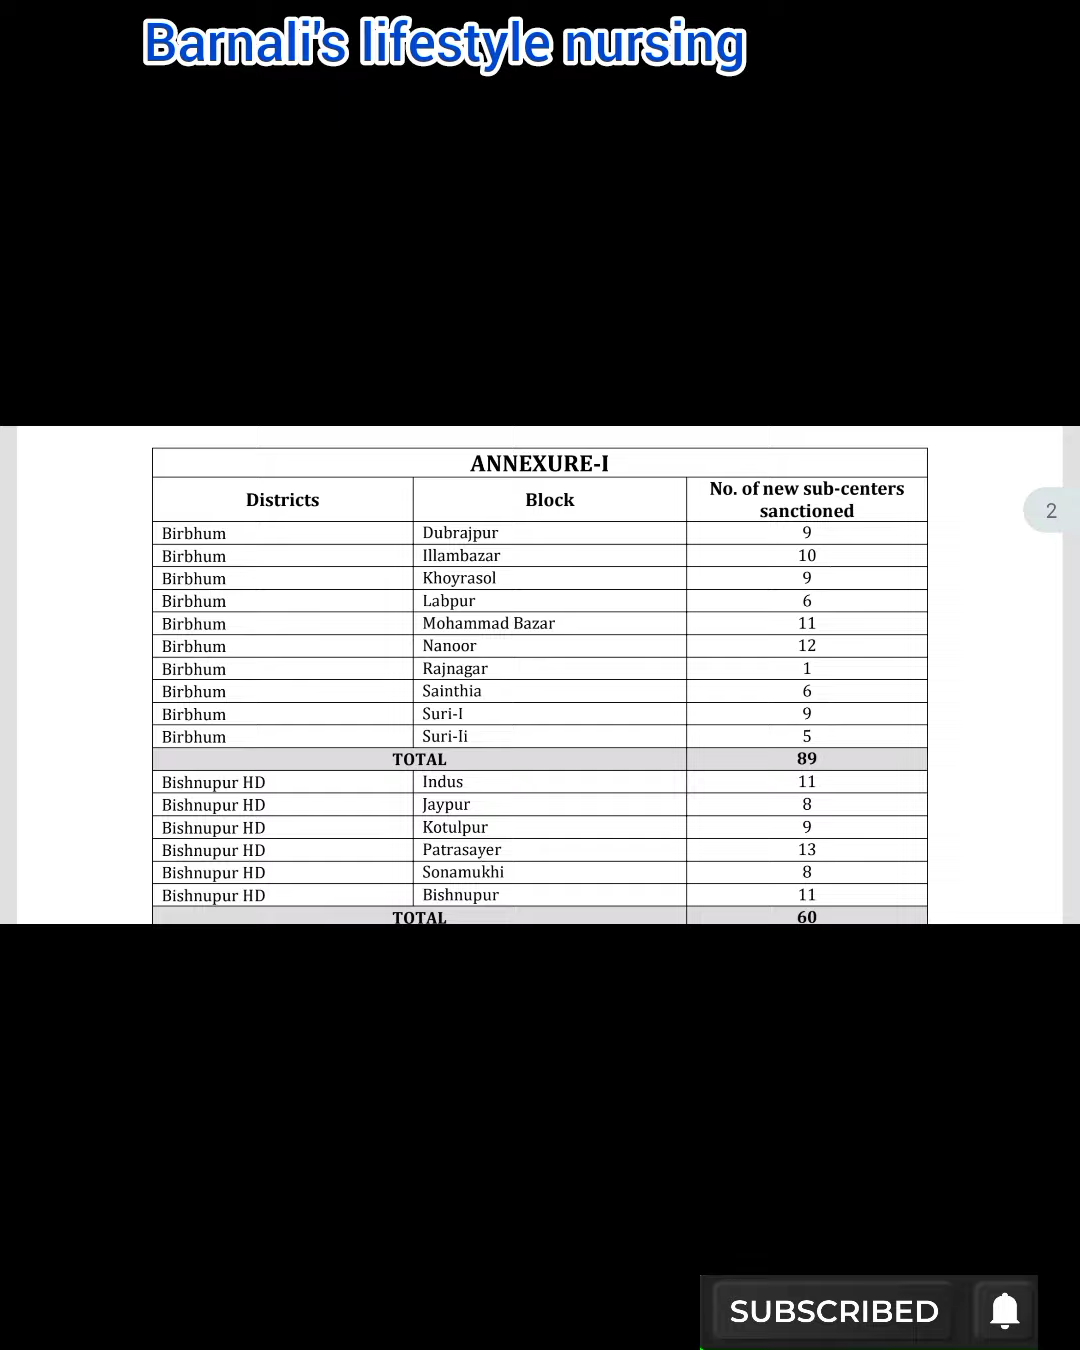 Barnali's lifestyle nursing
ANNEXURE-I
Districts Block No. of new sub-centers sanctioned
Birbhum Dubrajpur 9
Birbhum Illambazar 10
Birbhum Khoyrasol 9
Birbhum Labpur 6
Birbhum Mohammad Bazar 11
Birbhum Nanoor 12
Birbhum Rajnagar 1
Birbhum Sainthia 6
Birbhum Suri-I 9
Birbhum Suri-Ii 5
TOTAL 89
Bishnupur HD Indus 11
Bishnupur HD Jaypur 8
Bishnupur HD Kotulpur 9
Bishnupur HD Patrasayer 13
Bishnupur HD Sonamukhi 8
Bishnupur HD Bishnupur 11
TOTAL 60
2
SUBSCRIBED